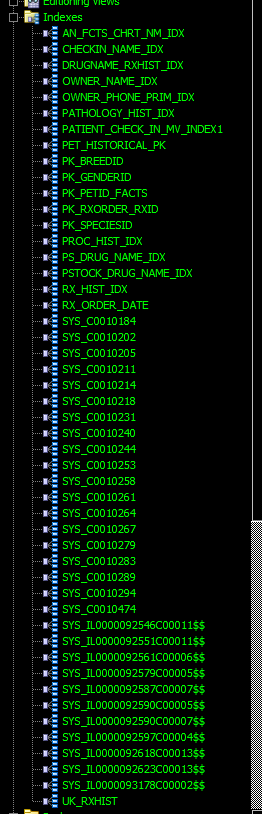 Editioning Views
Indexes
AN_FCTS_CHRT_NM_IDX
CHECKIN_NAME_IDX
DRUGNAME_RXHIST_IDX
OWNER_NAME_IDX
OWNER_PHONE_PRIM_IDX
PATHOLOGY_HIST_IDX
PATIENT_CHECK_IN_MV_INDEX1
PET_HISTORICAL_PK
PK_BREEDID
PK_GENDERID
PK_PETID_FACTS
PK_RXORDER_RXID
PK_SPECIESID
PROC_HIST_IDX
PS_DRUG_NAME_IDX
PSTOCK_DRUG_NAME_IDX
RX_HIST_IDX
RX_ORDER_DATE
SYS_C0010184
SYS_C0010202
SYS_C0010205
SYS_C0010211
SYS_C0010214
SYS_C0010218
SYS_C0010231
SYS_C0010240
SYS_C0010244
SYS_C0010253
SYS_C0010258
SYS_C0010261
SYS_C0010264
SYS_C0010267
SYS_C0010279
SYS_C0010283
SYS_C0010289
SYS_C0010294
SYS_C0010474
SYS_IL0000092546C00011$$
SYS_IL0000092551C00011$$
SYS_IL0000092561C00006$$
SYS_IL0000092579C00005$$
SYS_IL0000092587C00007$$
SYS_IL0000092590C00005$$
SYS_IL0000092590C00007$$
SYS_IL0000092597C00004$$
SYS_IL0000092618C00013$$
SYS_IL0000092623C00013$$
SYS_IL0000093178C00002$$
UK_RXHIST